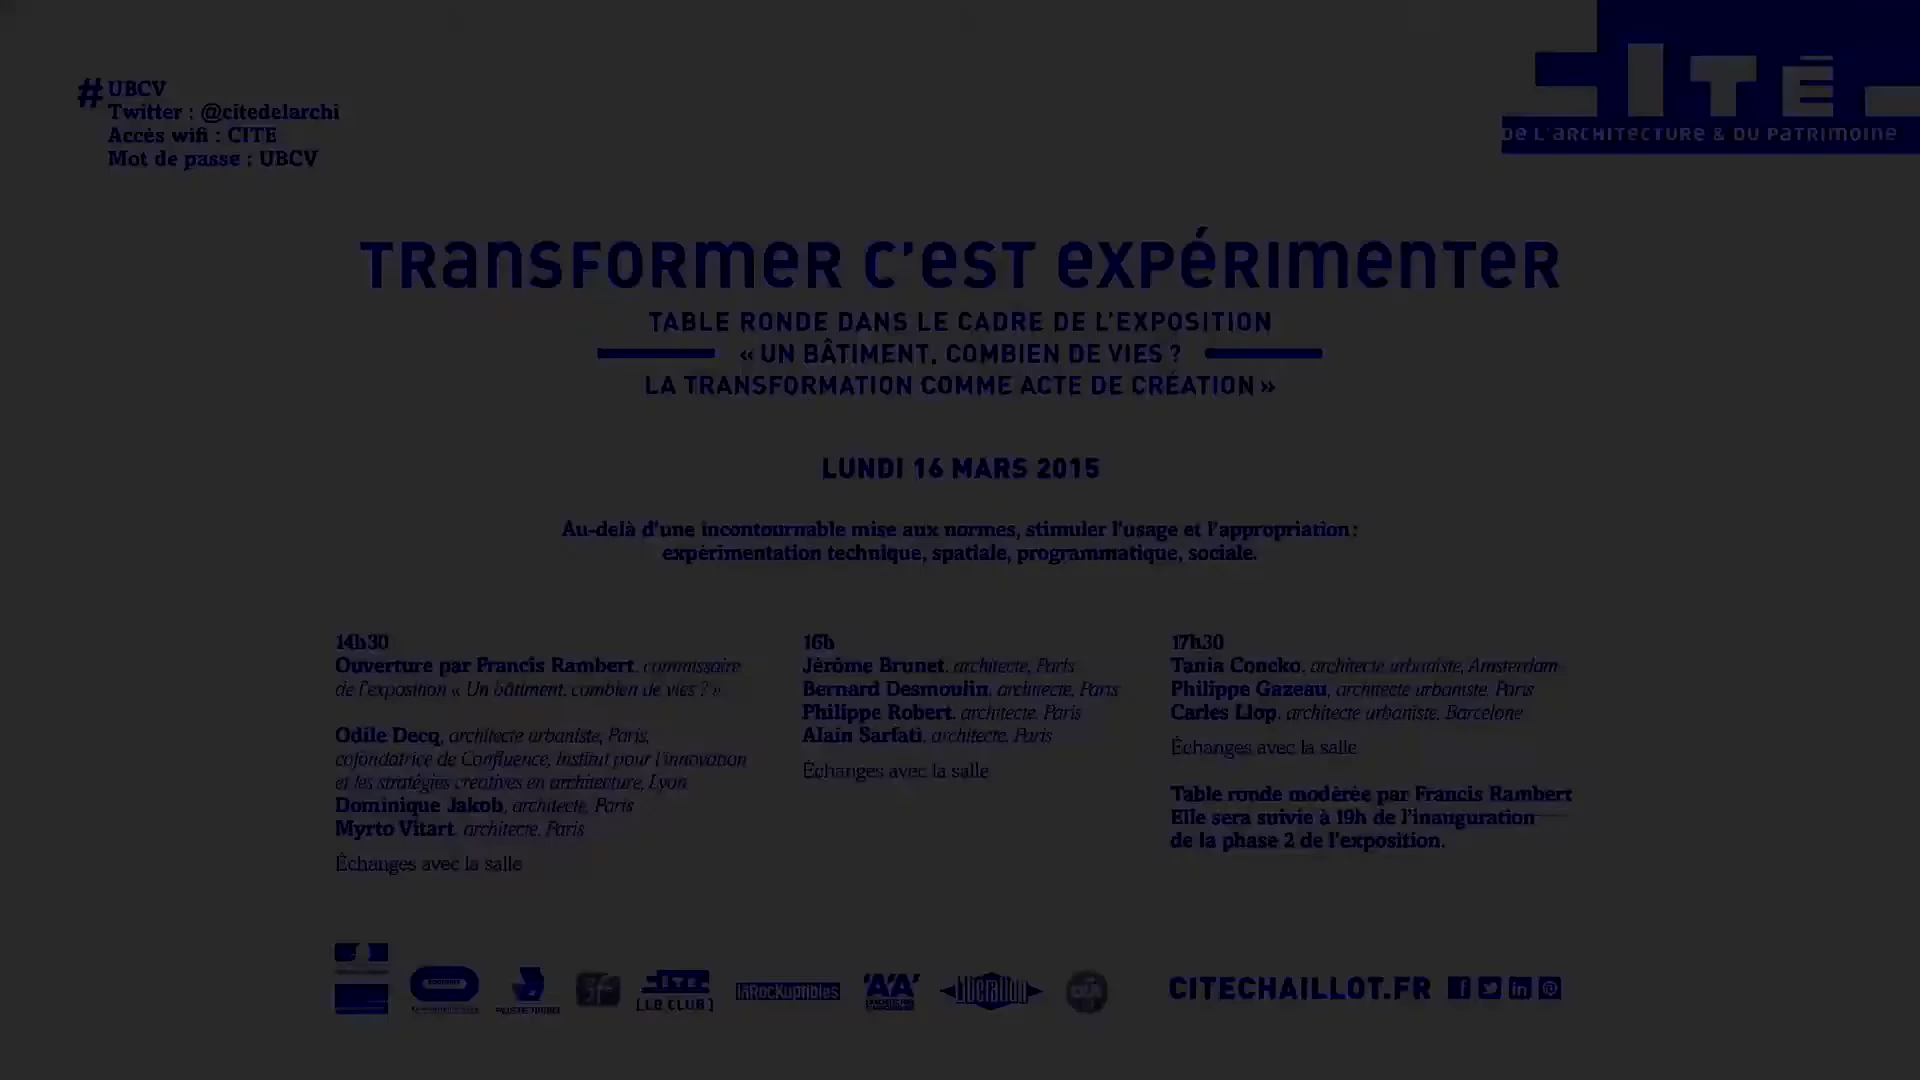 # UBCV
Twitter : @citedelarchi
Accès wifi : CITE
Mot de passe : UBCV
CITÉ
DE L'ARCHITECTURE & DU PATRIMOINE
TRANSFORMER C'EST EXPÉRIMENTER
TABLE RONDE DANS LE CADRE DE L'EXPOSITION
« UN BÂTIMENT, COMBIEN DE VIES ?
LA TRANSFORMATION COMME ACTE DE CRÉATION »
LUNDI 16 MARS 2015
Au-delà d'une incontournable mise aux normes, stimuler l'usage et l'appropriation :
expérimentation technique, spatiale, programmatique, sociale.
14h30
Ouverture par Francis Rambert, commissaire
de l'exposition « Un bâtiment, combien de vies ? »
Odile Decq, architecte urbaniste, Paris,
cofondatrice de Confluence, Institut pour l'innovation
et les stratégies créatives en architecture, Lyon
Dominique Jakob, architecte, Paris
Myrto Vitart, architecte, Paris
Échanges avec la salle
16h
Jérôme Brunet, architecte, Paris
Bernard Desmoulin, architecte, Paris
Philippe Robert, architecte, Paris
Alain Sarfati, architecte, Paris
Échanges avec la salle
17h30
Tania Concko, architecte urbaniste, Amsterdam
Philippe Gazeau, architecte urbaniste, Paris
Carles Llop, architecte urbaniste, Barcelone
Échanges avec la salle
Table ronde modérée par Francis Rambert
Elle sera suivie à 19h de l'inauguration
de la phase 2 de l'exposition.
CITÉ
[LE CLUB]
inRocKuptibles
'A'A'
LIBÉRATION
OÜI
CITECHAILLOT.FR